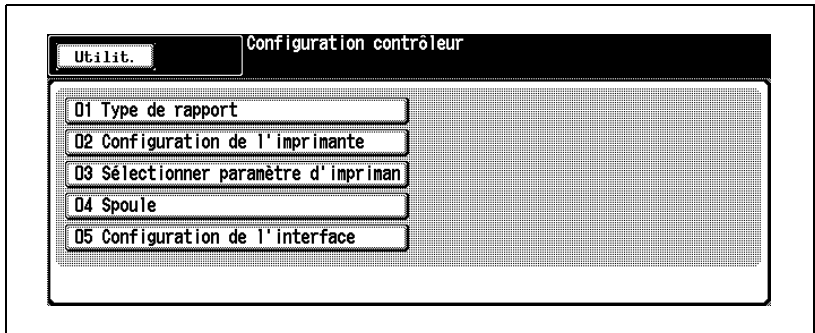 Configuration contrôleur
Utilit.
01 Type de rapport
02 Configuration de l'imprimante
03 Sélectionner paramètre d'impriman
04 Spoule
05 Configuration de l'interface